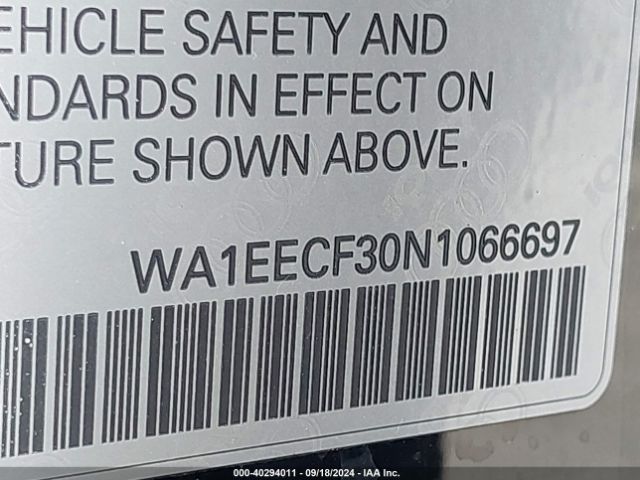 EHICLE SAFETY AND
NDARDS IN EFFECT ON
TURE SHOWN ABOVE.
WA1EECF30N1066697
000-40294011 - 09/18/2024 - IAA Inc.